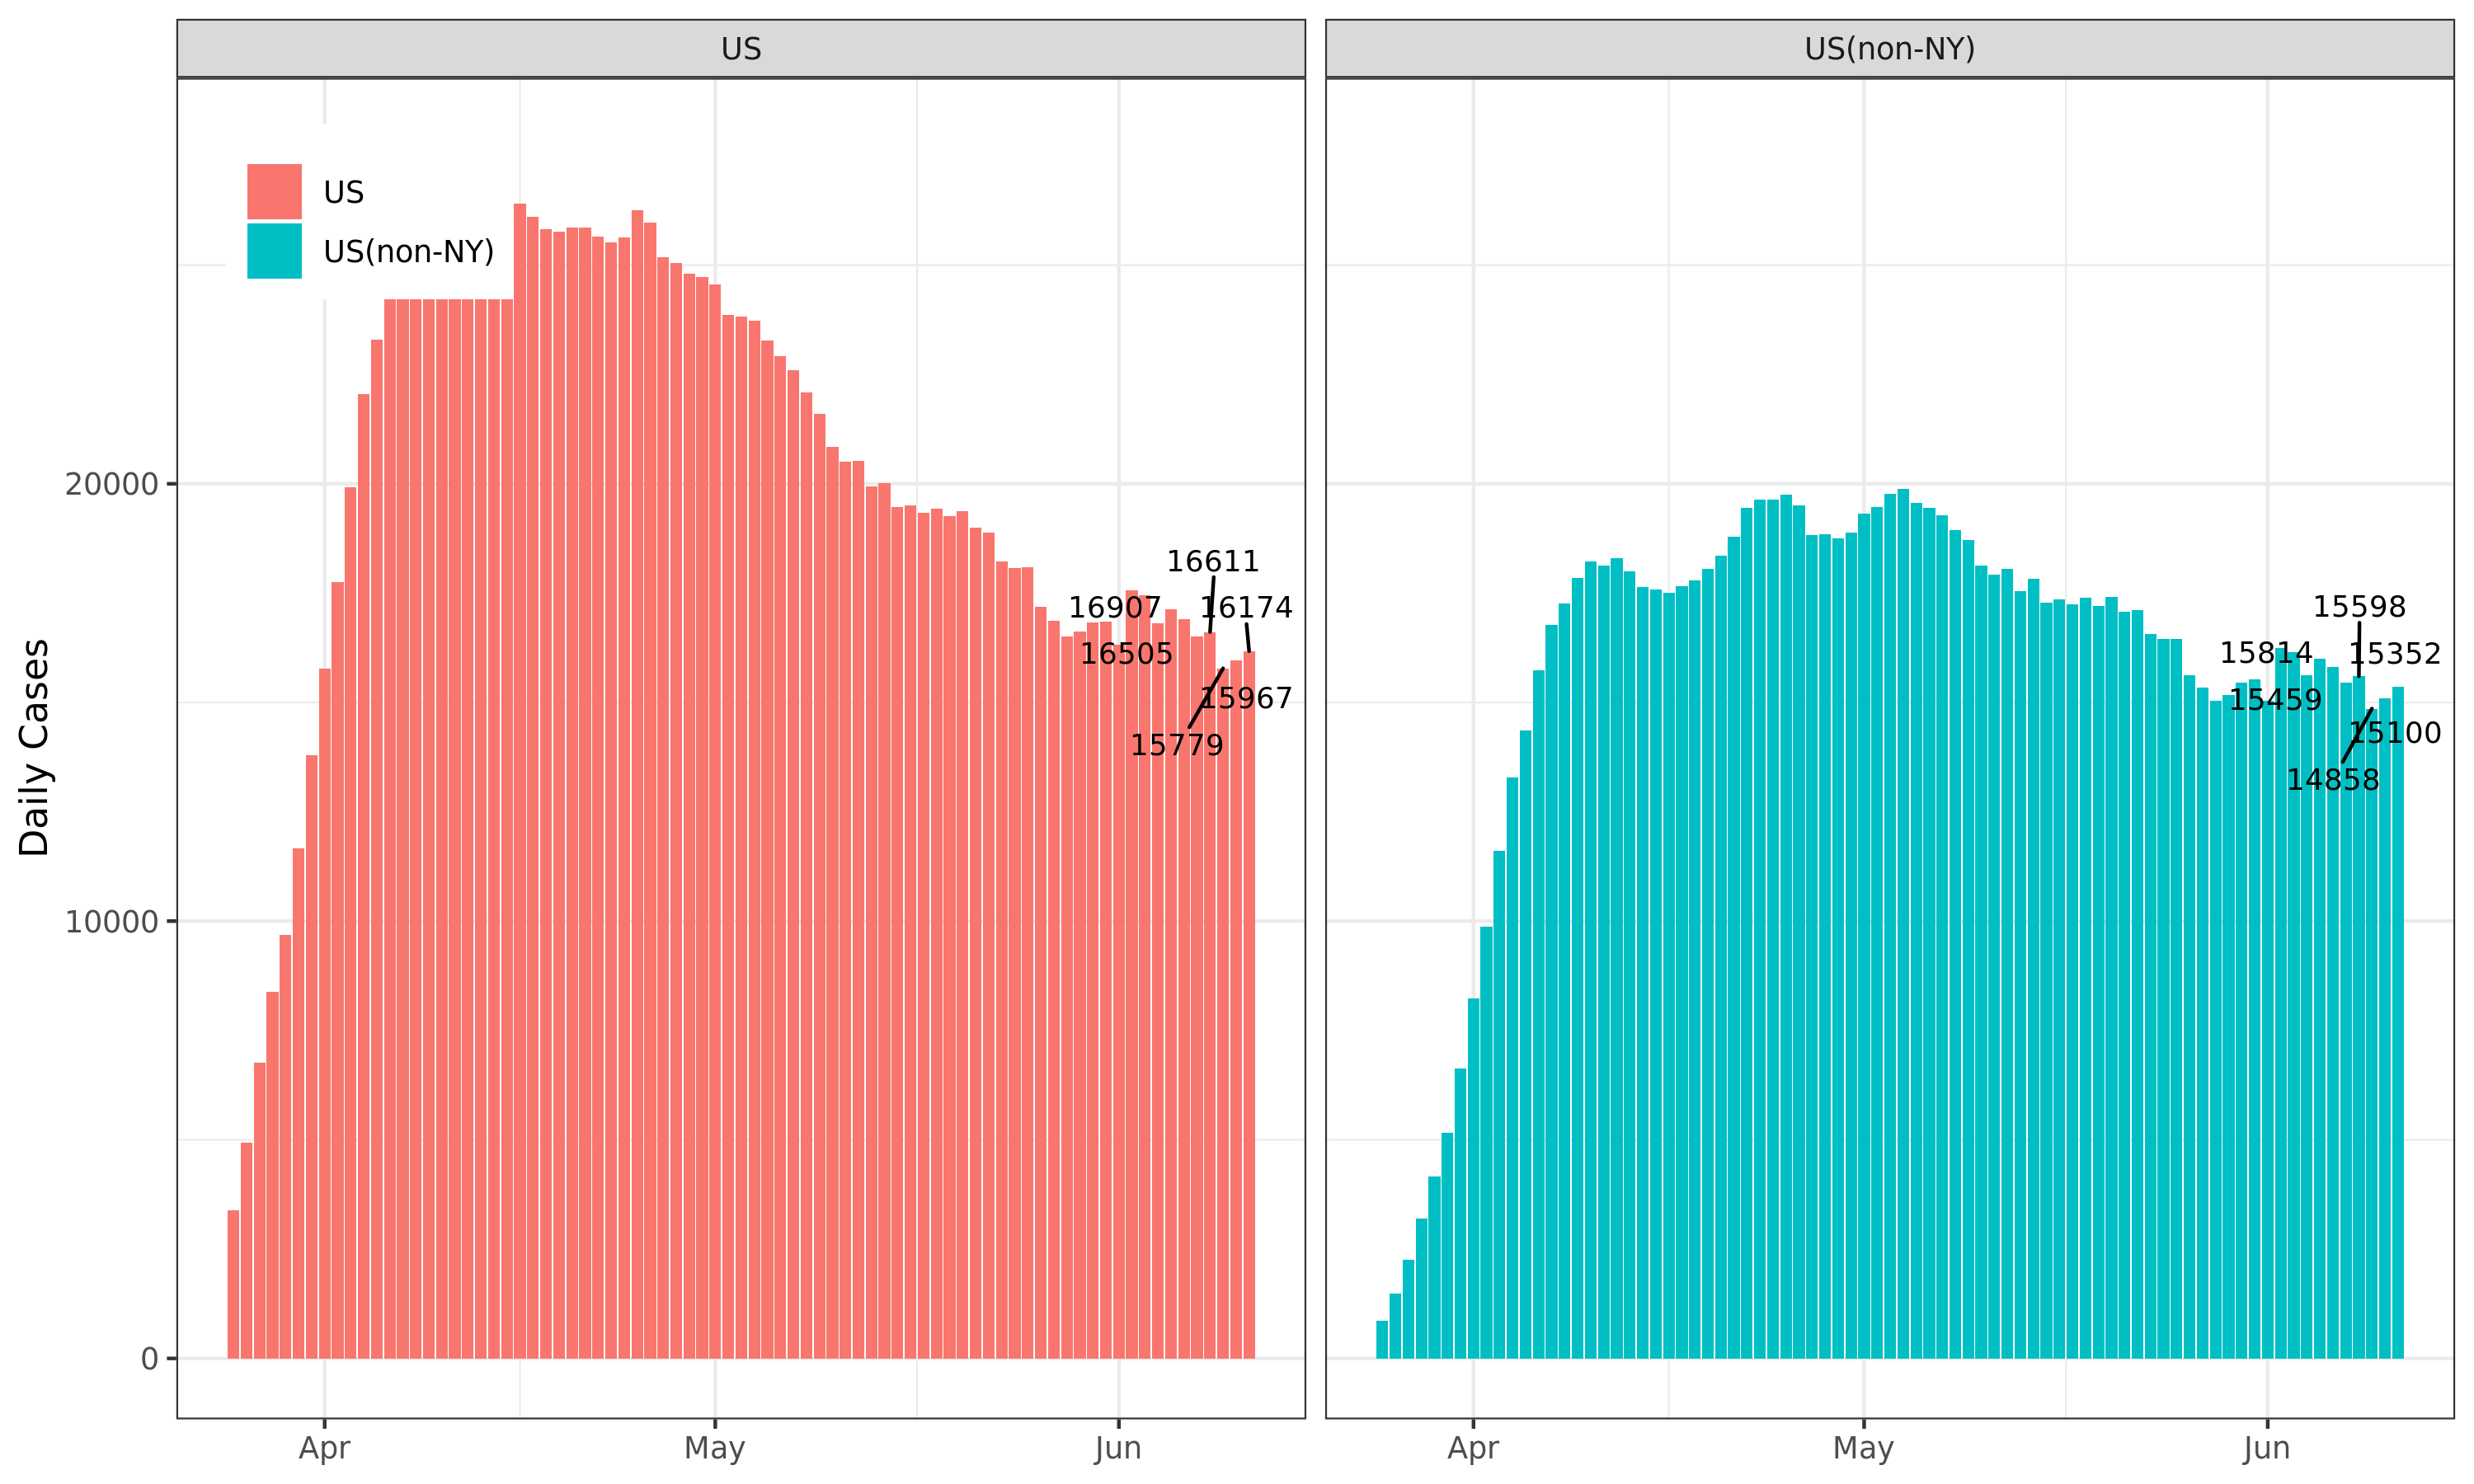 US
US(non-NY)
US
US(non-NY)
Daily Cases
20000
10000
0
16611
16907
16174
16505
15967
15779
15598
15814
15352
15459
15100
14858
Apr
May
Jun
Apr
May
Jun